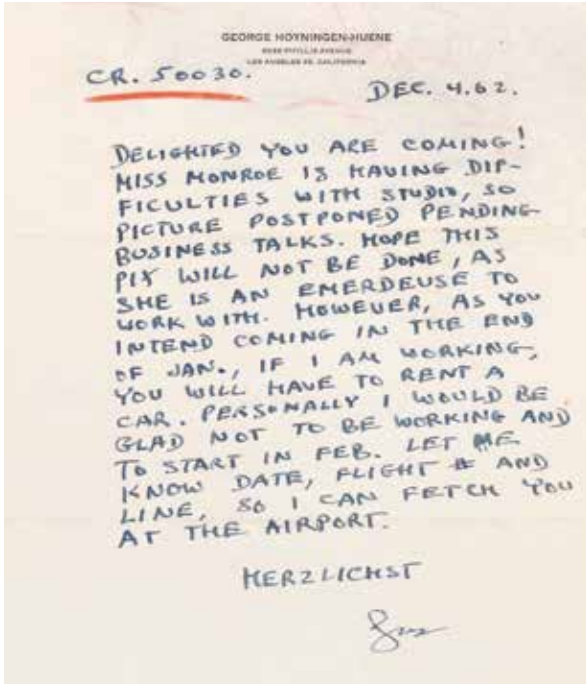 GEORGE HOYNINGEN-HUENE
PHYLLIS AVENUE
LOS ANGELES CALIFORNIA
CR. 50030.
DEC. 4.62.
DELIGHTED YOU ARE COMING!
MISS MONROE IS HAVING DIF-
FICULTIES WITH STUDIO, SO
PICTURE POSTPONED PENDING
BUSINESS TALKS. HOPE THIS
PIX WILL NOT BE DONE, AS
SHE IS AN EMERDEUSE TO
WORK WITH. HOWEVER, AS YOU
INTEND COMING IN THE END
OF JAN., IF I AM WORKING,
YOU WILL HAVE TO RENT A
CAR. PERSONALLY I WOULD BE
GLAD NOT TO BE WORKING AND
TO START IN FEB. LET ME
KNOW DATE, FLIGHT # AND
LINE, SO I CAN FETCH YOU
AT THE AIRPORT.
HERZLICHST